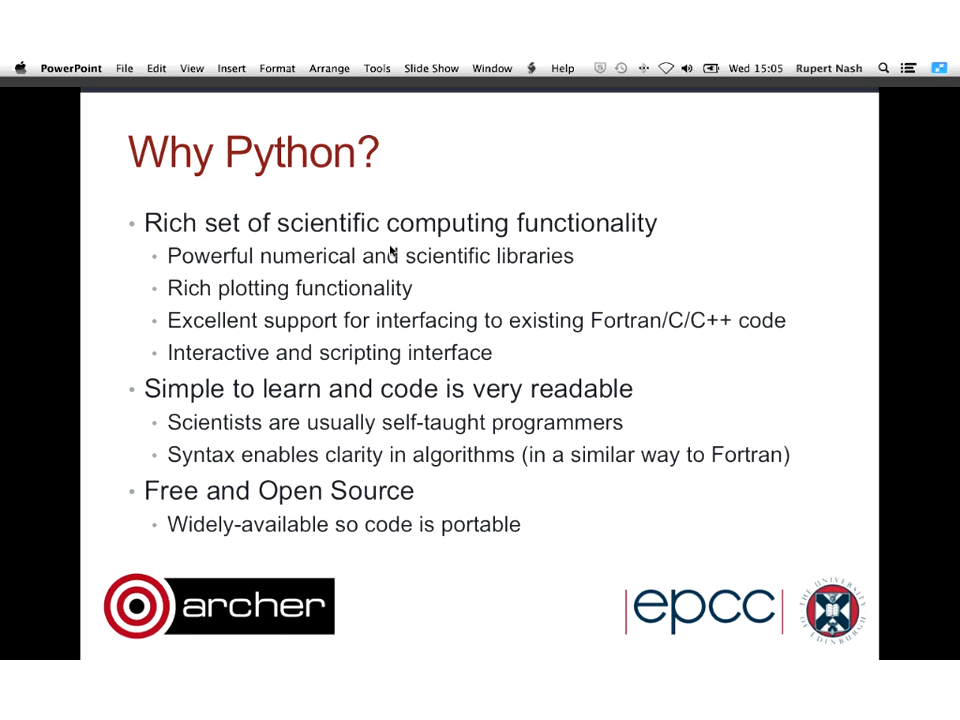 PowerPoint File Edit View Insert Format Arrange Tools Slide Show Window Help Wed 15:05 Rupert Nash
Why Python?
• Rich set of scientific computing functionality
• Powerful numerical and scientific libraries
• Rich plotting functionality
• Excellent support for interfacing to existing Fortran/C/C++ code
• Interactive and scripting interface
• Simple to learn and code is very readable
• Scientists are usually self-taught programmers
• Syntax enables clarity in algorithms (in a similar way to Fortran)
• Free and Open Source
• Widely-available so code is portable
archer
|epcc|
THE UNIVERSITY OF EDINBURGH